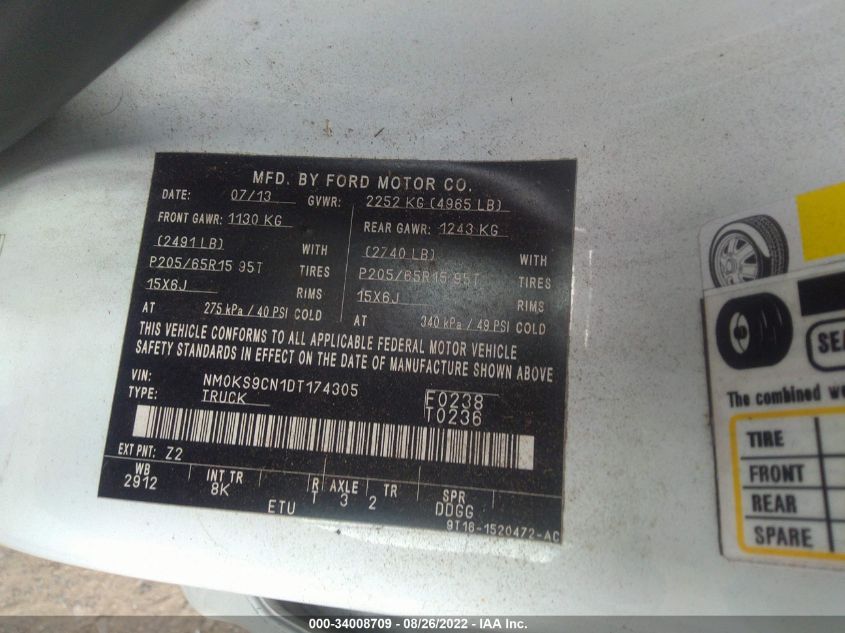 MFD. BY FORD MOTOR CO.
DATE: 07/13 GVWR: 2252 KG (4965 LB)
FRONT GAWR: 1130 KG REAR GAWR: 1243 KG
(2491 LB) WITH (2740 LB) WITH
P205/65R15 95T TIRES P205/65R15 95T TIRES
15X6J RIMS 15X6J RIMS
AT 275 kPa / 40 PSI COLD AT 340 kPa / 49 PSI COLD
THIS VEHICLE CONFORMS TO ALL APPLICABLE FEDERAL MOTOR VEHICLE
SAFETY STANDARDS IN EFFECT ON THE DATE OF MANUFACTURE SHOWN ABOVE
VIN: NM0KS9CN1DT174305 F0238
TYPE: TRUCK T0236
EXT PNT: Z2
WB INT TR R AXLE TR SPR
2912 8K T 3 2 DDGG
ETU
9T16-1520472-AC
The combined
TIRE
FRONT
REAR
SPARE
000-34008709 - 08/26/2022 - IAA Inc.